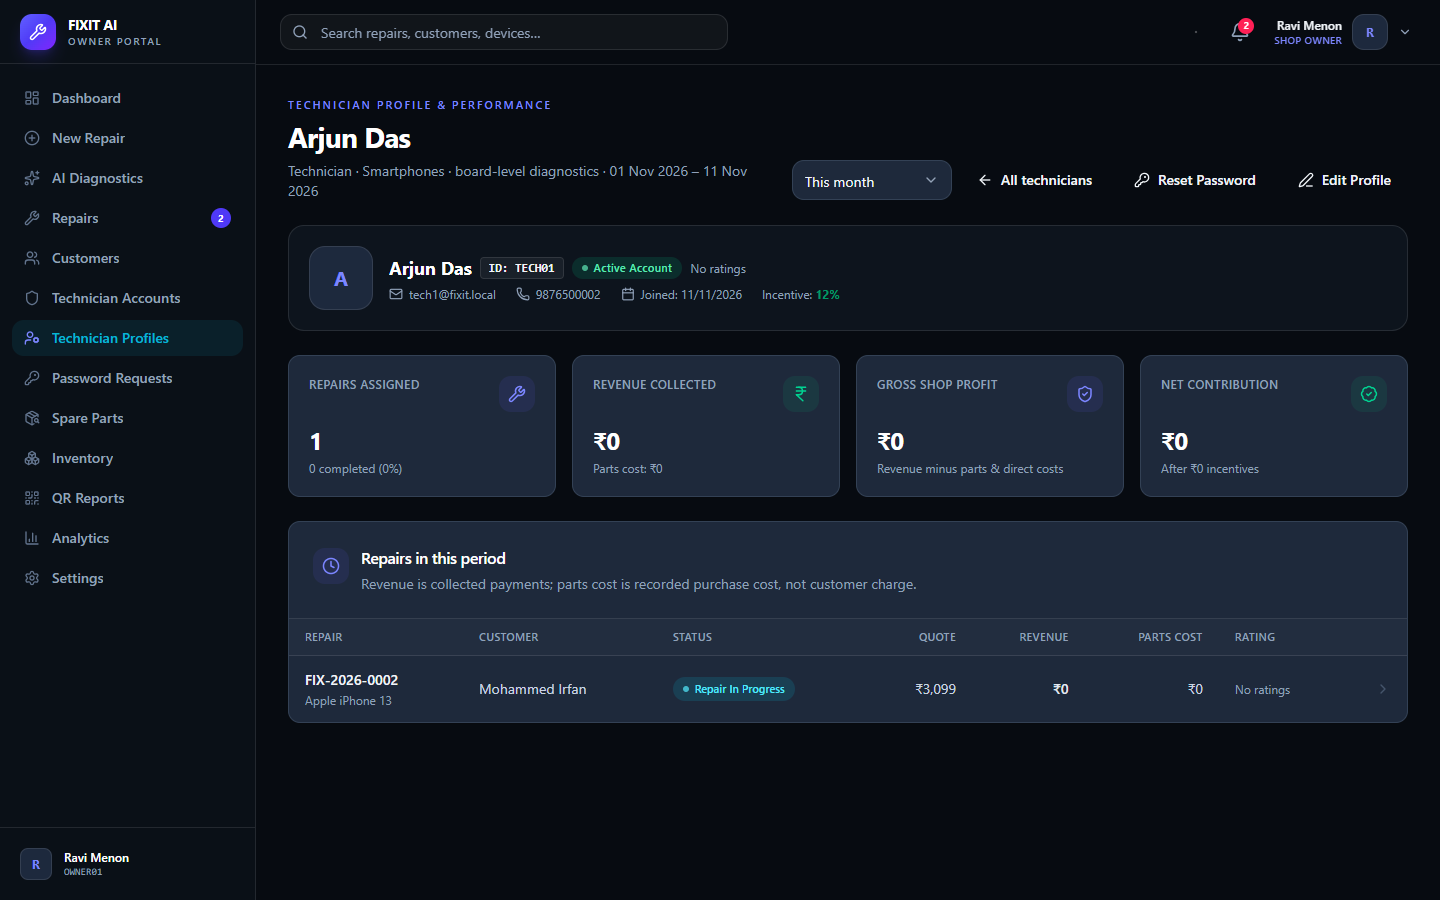 FIXIT AI
OWNER PORTAL
Search repairs, customers, devices...
2
Ravi Menon
SHOP OWNER
R
Dashboard
New Repair
AI Diagnostics
Repairs
2
Customers
Technician Accounts
Technician Profiles
Password Requests
Spare Parts
Inventory
QR Reports
Analytics
Settings
R
Ravi Menon
OWNER01
TECHNICIAN PROFILE & PERFORMANCE
Arjun Das
Technician · Smartphones · board-level diagnostics · 01 Nov 2026 – 11 Nov
2026
This month
All technicians
Reset Password
Edit Profile
A
Arjun Das ID: TECH01 Active Account No ratings
tech1@fixit.local 9876500002 Joined: 11/11/2026 Incentive: 12%
REPAIRS ASSIGNED
1
0 completed (0%)
REVENUE COLLECTED
₹
₹0
Parts cost: ₹0
GROSS SHOP PROFIT
₹0
Revenue minus parts & direct costs
NET CONTRIBUTION
₹0
After ₹0 incentives
Repairs in this period
Revenue is collected payments; parts cost is recorded purchase cost, not customer charge.
REPAIR CUSTOMER STATUS QUOTE REVENUE PARTS COST RATING
FIX-2026-0002
Apple iPhone 13
Mohammed Irfan
Repair In Progress
₹3,099
₹0
₹0
No ratings